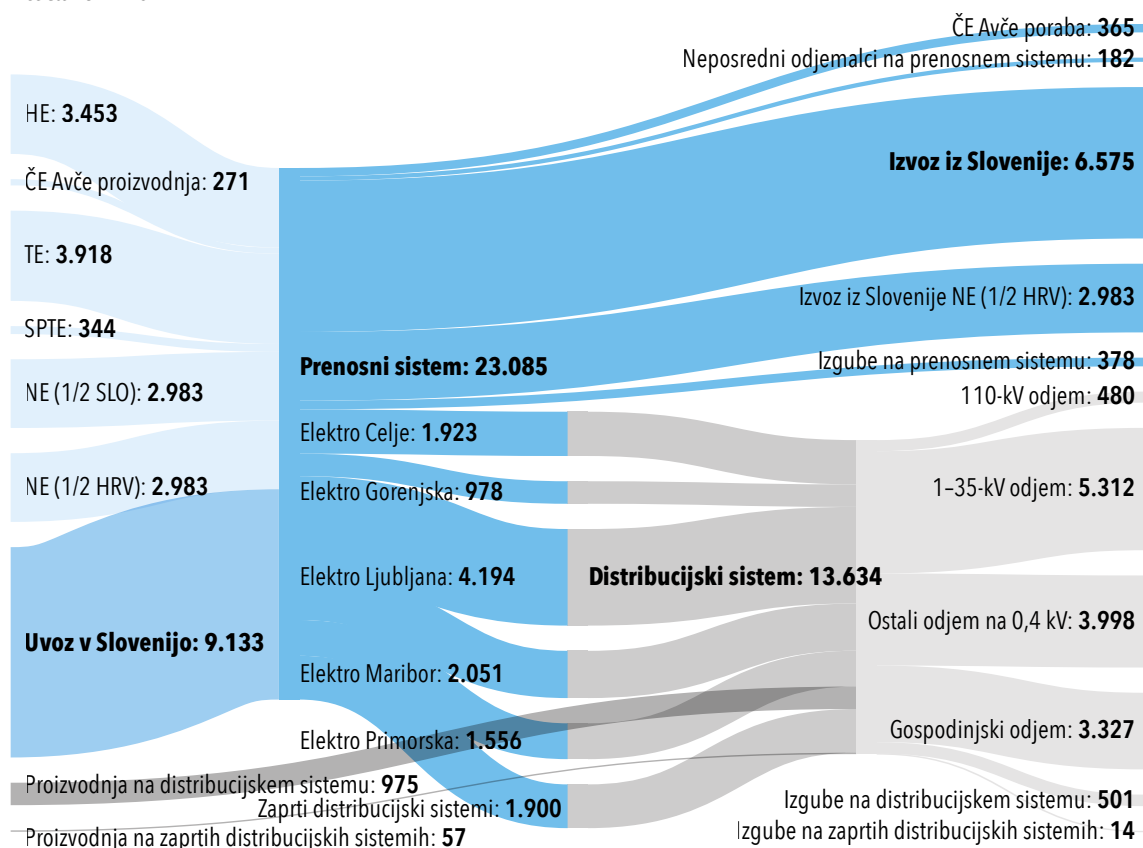 ČE Avče poraba: 365
Neposredni odjemalci na prenosnem sistemu: 182
HE: 3.453
Izvoz iz Slovenije: 6.575
ČE Avče proizvodnja: 271
TE: 3.918
Izvoz iz Slovenije NE (1/2 HRV): 2.983
SPTE: 344
Izgube na prenosnem sistemu: 378
Prenosni sistem: 23.085
NE (1/2 SLO): 2.983
110-kV odjem: 480
Elektro Celje: 1.923
NE (1/2 HRV): 2.983
Elektro Gorenjska: 978
1–35-kV odjem: 5.312
Elektro Ljubljana: 4.194
Distribucijski sistem: 13.634
Ostali odjem na 0,4 kV: 3.998
Uvoz v Slovenijo: 9.133
Elektro Maribor: 2.051
Gospodinjski odjem: 3.327
Elektro Primorska: 1.556
Proizvodnja na distribucijskem sistemu: 975
Izgube na distribucijskem sistemu: 501
Zaprti distribucijski sistemi: 1.900
Izgube na zaprtih distribucijskih sistemih: 14
Proizvodnja na zaprtih distribucijskih sistemih: 57